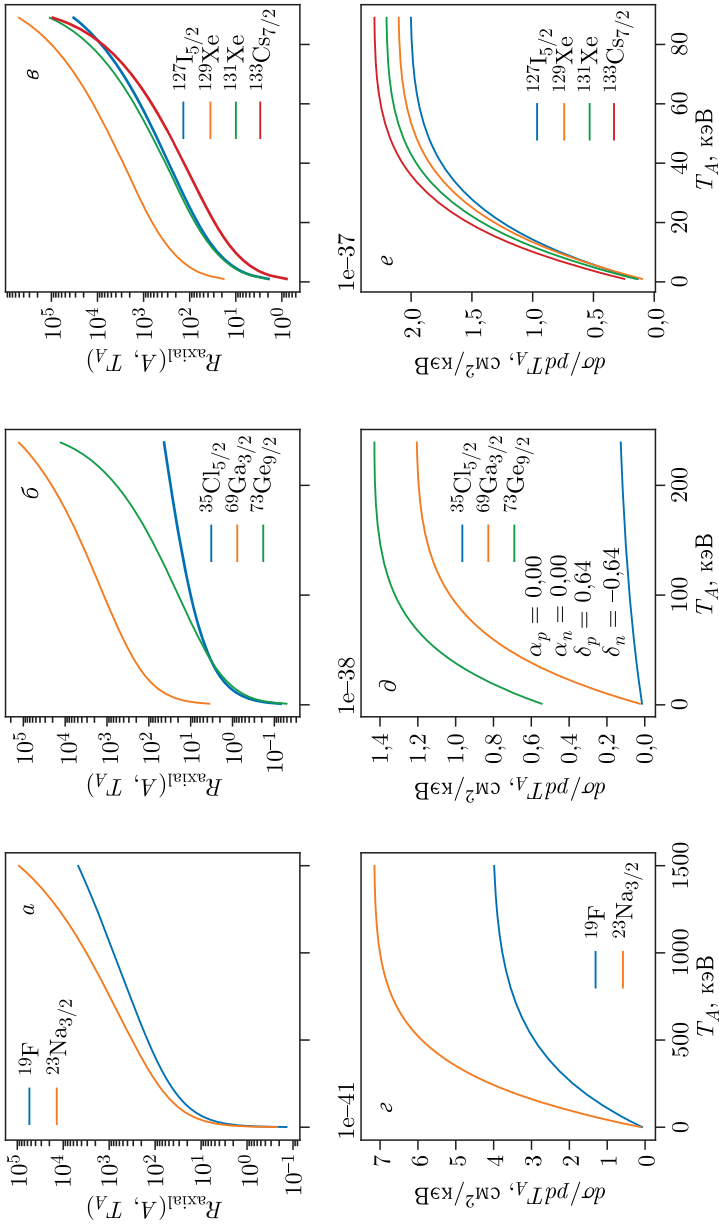 10⁵
10⁴
10²
10¹
10⁻¹
R_axial(A, T_A)
¹⁹F
²³Na₃/₂
а
10⁵
10⁴
10²
10⁰
10⁻¹
R_axial(A, T_A)
б
³⁵Cl₅/₂
⁶⁹Ga₃/₂
⁷³Ge₉/₂
10⁵
10⁴
10³
10²
10¹
10⁰
R_axial(A, T_A)
в
¹²⁷I₅/₂
¹²⁹Xe
¹³¹Xe
¹³³Cs₇/₂
1e–41
г
7
6
5
4
3
2
1
0
dσ/pdT_A, см²/кэВ
¹⁹F
²³Na₃/₂
0 500 1000 1500
T_A, кэВ
1e–38
д
1,4
1,2
1,0
0,8
0,6
0,4
0,2
0,0
dσ/pdT_A, см²/кэВ
³⁵Cl₅/₂
⁶⁹Ga₃/₂
⁷³Ge₉/₂
α_p = 0,00
α_n = 0,00
δ_p = 0,64
δ_n = –0,64
0 100 200
T_A, кэВ
1e–37
е
2,0
1,5
1,0
0,5
0,0
dσ/pdT_A, см²/кэВ
¹²⁷I₅/₂
¹²⁹Xe
¹³¹Xe
¹³³Cs₇/₂
0 20 40 60 80
T_A, кэВ